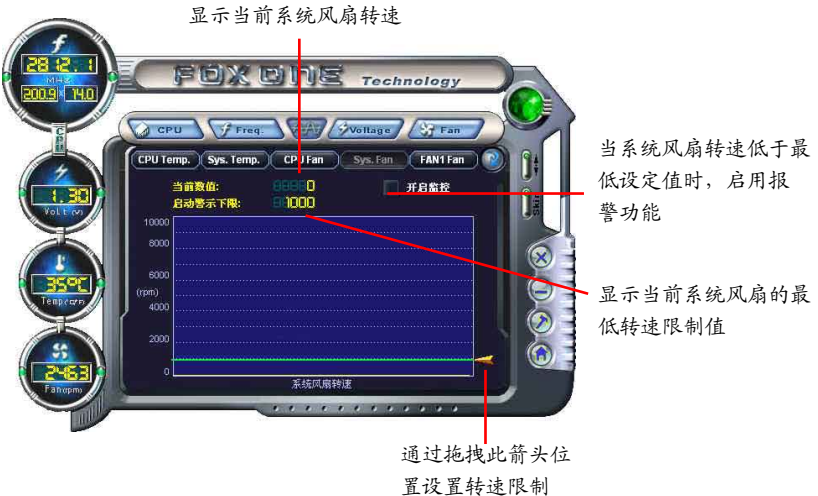 显示当前系统风扇转速
2812.1
MHz
200.9 × 14.0
CPU
FOX ONE Technology
CPU Freq. Voltage Fan
CPU Temp. Sys. Temp. CPU Fan Sys. Fan FAN1 Fan
当前数值: 0
开启监控
启动警示下限: 1000
当系统风扇转速低于最
低设定值时，启用报
警功能
Skin
1.30
Volt(V)
10000
8000
6000
(rpm)
4000
2000
0
系统风扇转速
35°C
显示当前系统风扇的最
低转速限制值
2463
Fan(rpm)
通过拖拽此箭头位
置设置转速限制